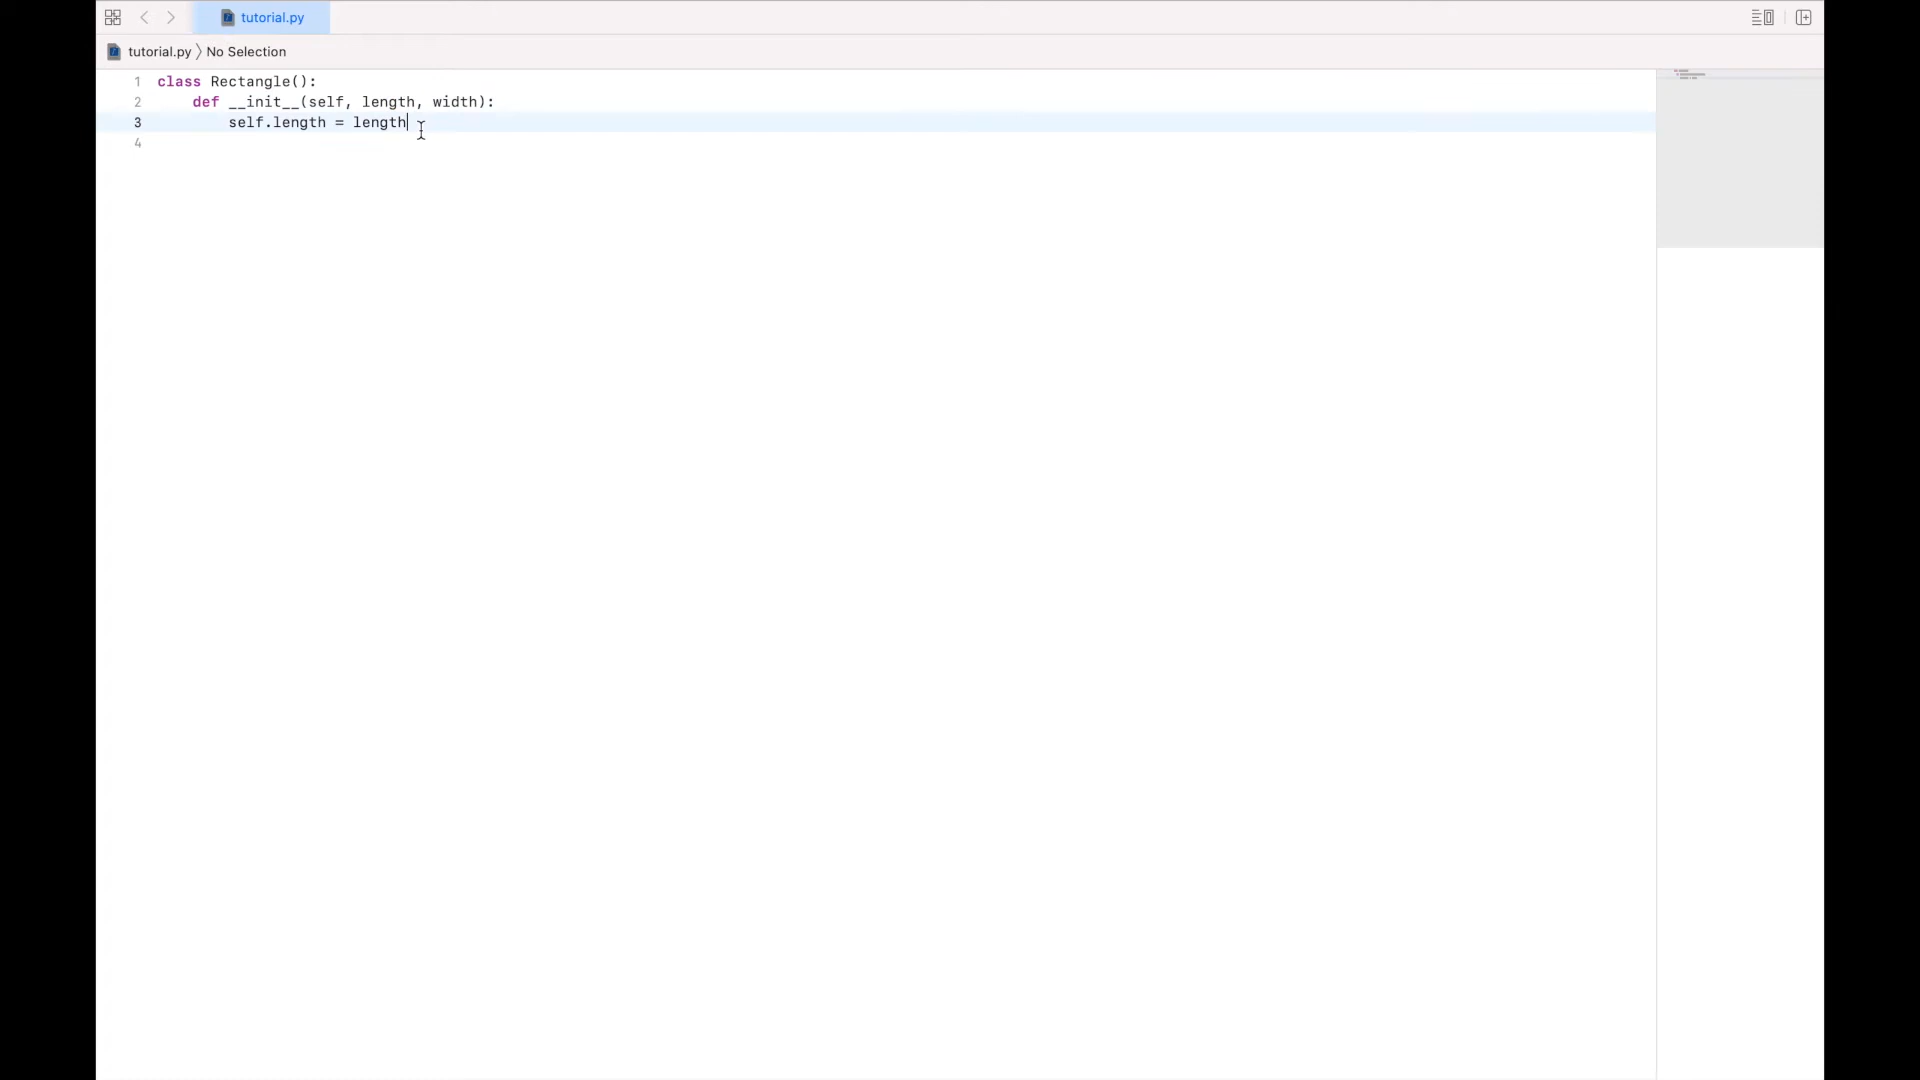 tutorial.py
tutorial.py 〉 No Selection
1 class Rectangle():
2     def __init__(self, length, width):
3         self.length = length
4